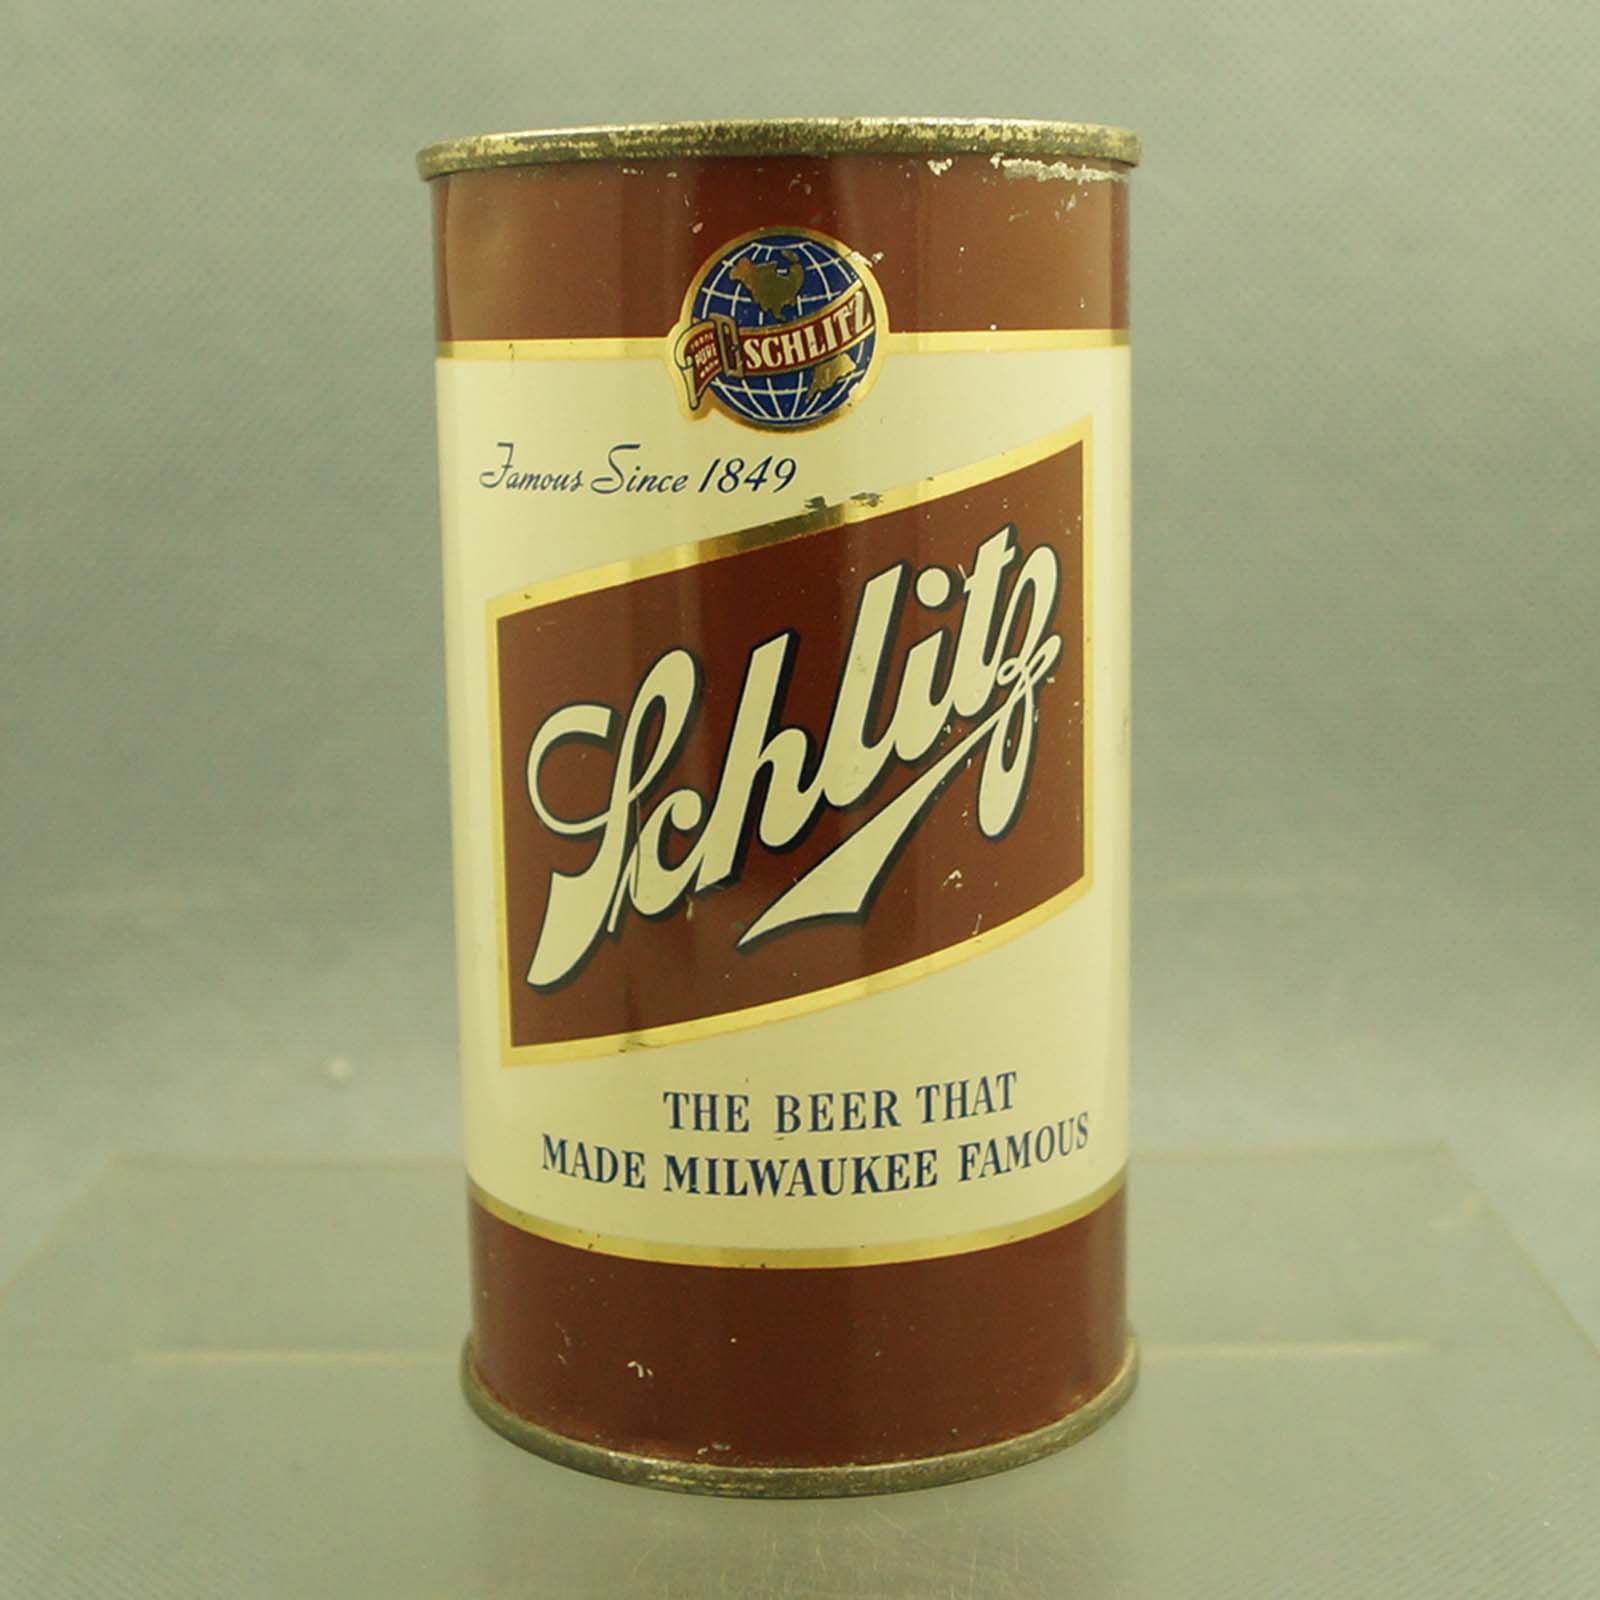 SCHLITZ
Famous Since 1849
Schlitz
THE BEER THAT
MADE MILWAUKEE FAMOUS